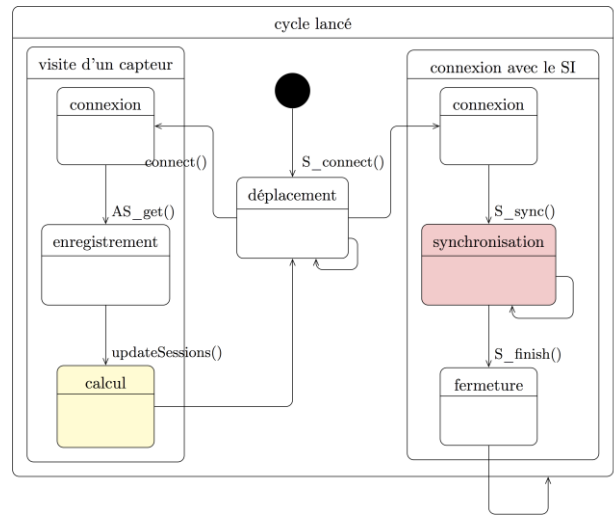 cycle lancé
visite d'un capteur
connexion avec le SI
connexion
connexion
connect()
S_connect()
déplacement
AS_get()
S_sync()
enregistrement
synchronisation
updateSessions()
S_finish()
calcul
fermeture